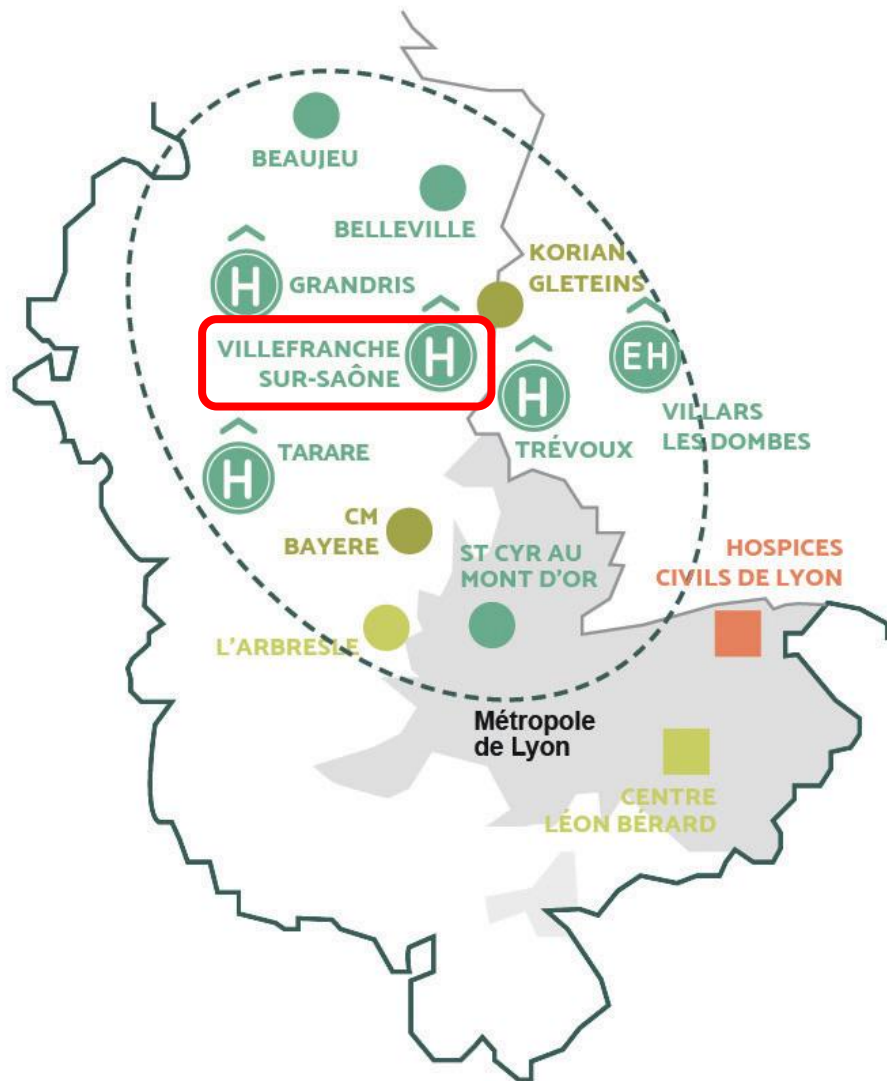 BEAUJEU
BELLEVILLE
KORIAN
GLETEINS
H
GRANDRIS
VILLEFRANCHE
SUR-SAÔNE
H
EH
H
VILLARS
LES DOMBES
TRÉVOUX
TARARE
H
CM
BAYERE
ST CYR AU
MONT D'OR
HOSPICES
CIVILS DE LYON
L'ARBRESLE
Métropole
de Lyon
CENTRE
LÉON BÉRARD